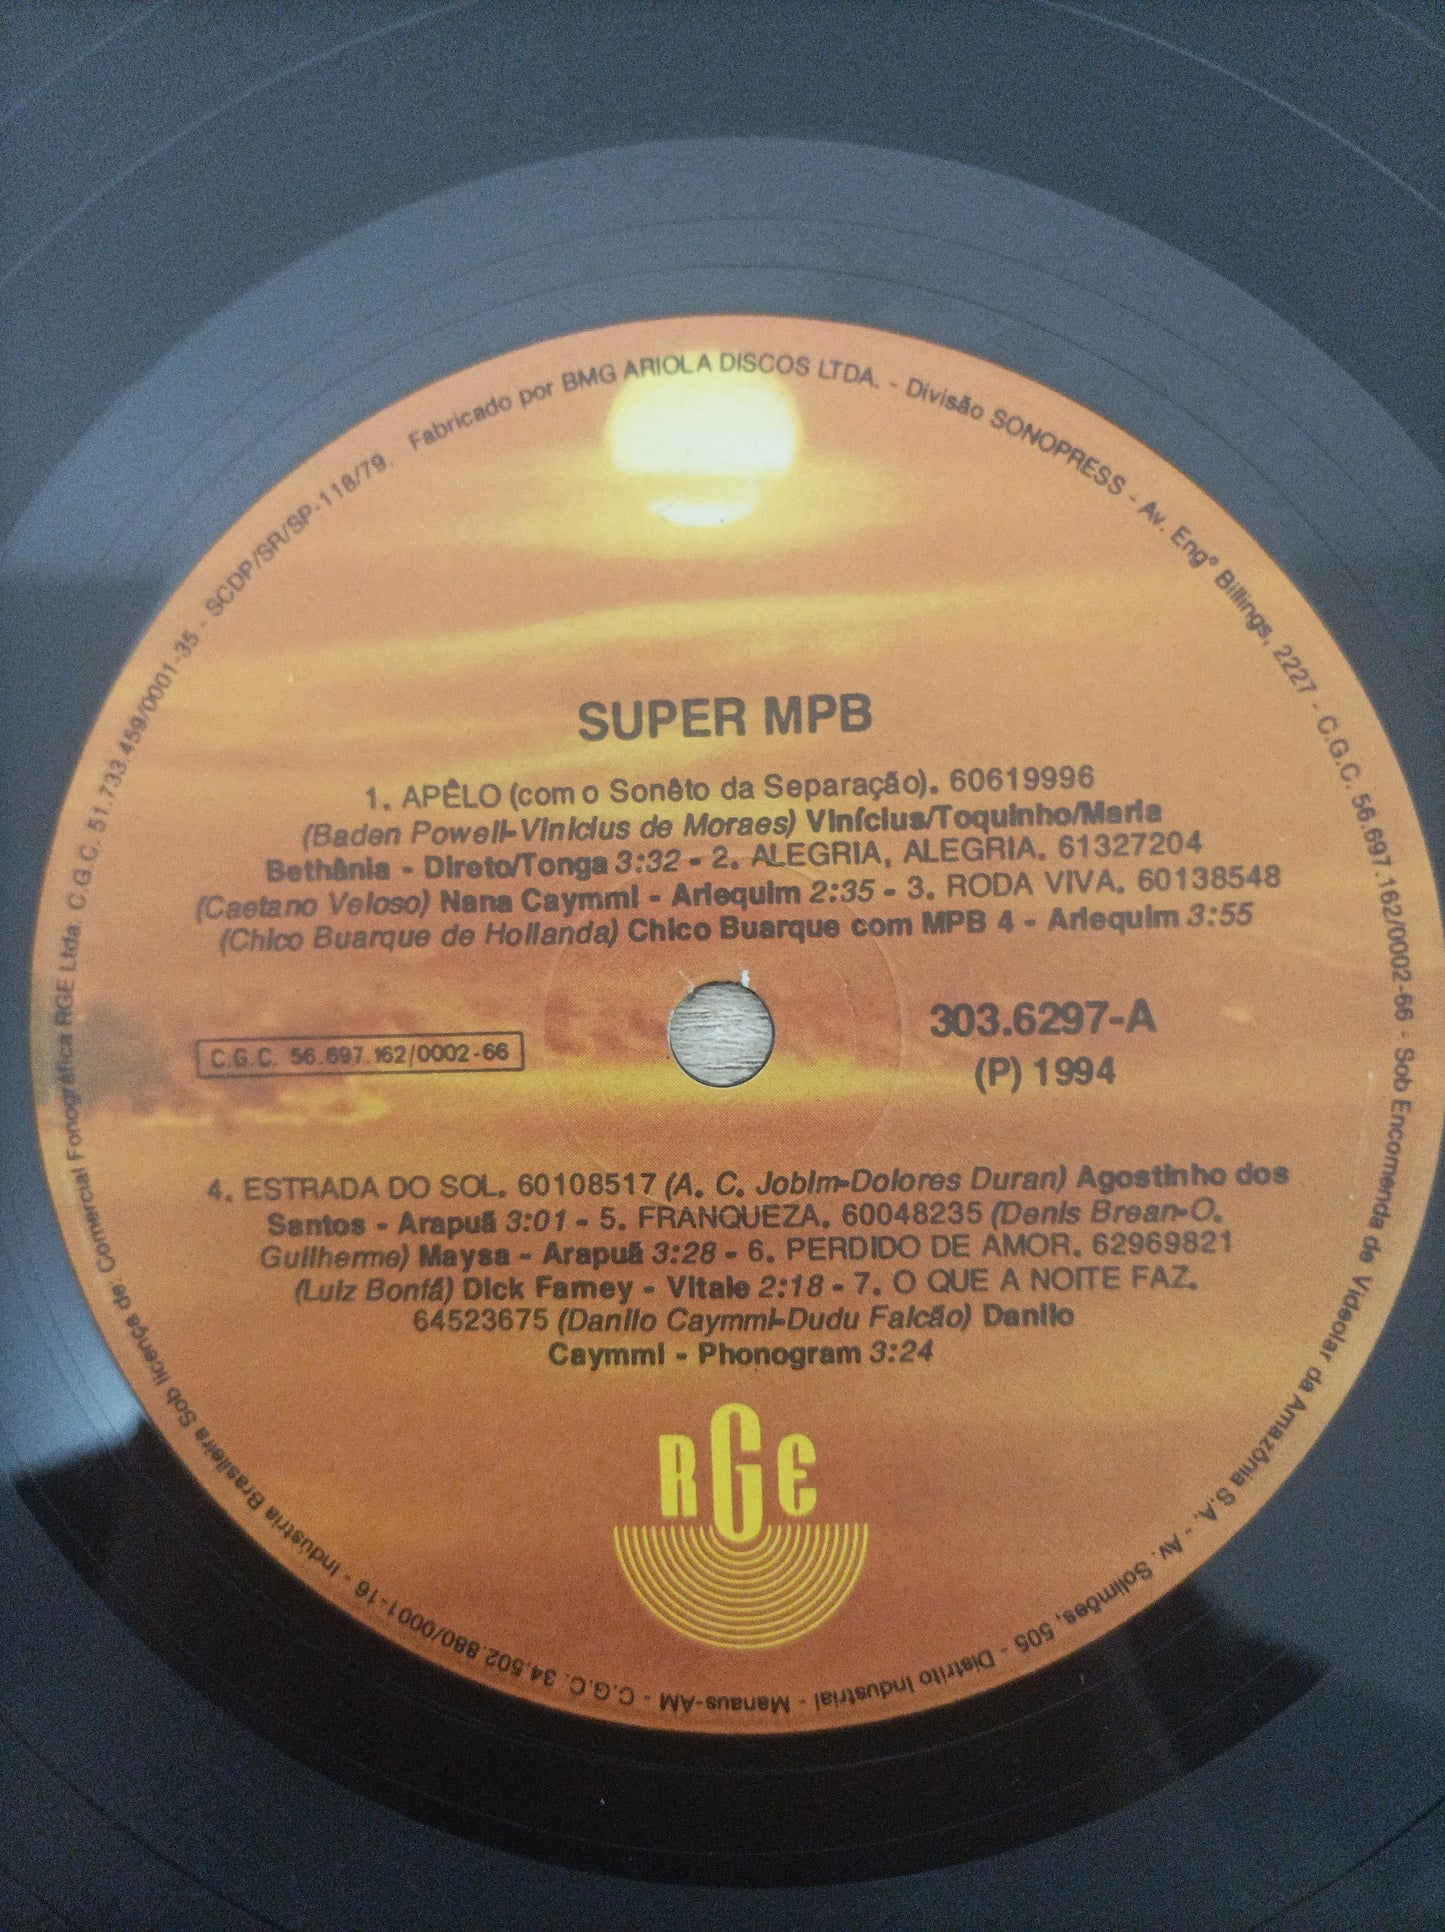 Fabricado por BMG ARIOLA DISCOS LTDA. - Divisão SONOPRESS - Av. Engº Billings, 2227 - C.G.C. 56.697.162/0002-66 - Sob Encomenda de Videolar da Amazônia S.A. - Av. Solimões, 505 - Distrito Industrial - Manaus-AM - C.G.C. 34.502.880/0001-16 - Indústria Brasileira Sob licença de: Comercial Fonográfica RGE Ltda. C.G.C. 51.733.459/0001-35 - SCDP/SR/SP-118/79.
SUPER MPB
1. APÊLO (com o Sonêto da Separação). 60619996
(Baden Powell-Vinicius de Moraes) Vinícius/Toquinho/Maria
Bethânia - Direto/Tonga 3:32 - 2. ALEGRIA, ALEGRIA. 61327204
(Caetano Veloso) Nana Caymmi - Arlequim 2:35 - 3. RODA VIVA. 60138548
(Chico Buarque de Hollanda) Chico Buarque com MPB 4 - Arlequim 3:55
303.6297-A
(P) 1994
C.G.C. 56.697.162/0002-66
4. ESTRADA DO SOL. 60108517 (A. C. Jobim-Dolores Duran) Agostinho dos
Santos - Arapuã 3:01 - 5. FRANQUEZA. 60048235 (Denis Brean-O.
Guilherme) Maysa - Arapuã 3:28 - 6. PERDIDO DE AMOR. 62969821
(Luiz Bonfá) Dick Farney - Vitale 2:18 - 7. O QUE A NOITE FAZ.
64523675 (Danilo Caymmi-Dudu Falcão) Danilo
Caymmi - Phonogram 3:24
RGE